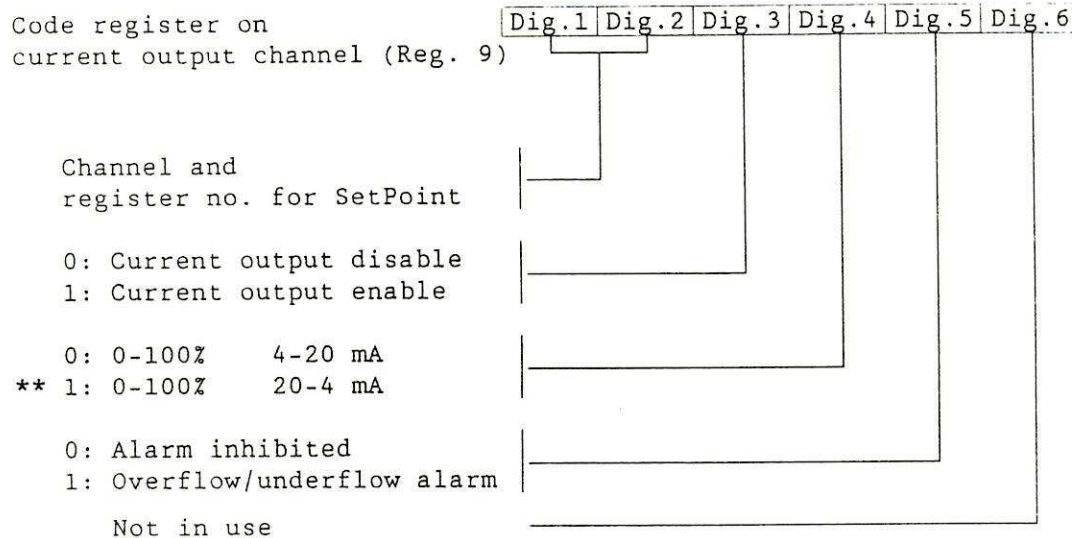 Code register on
Dig.1 Dig.2 Dig.3 Dig.4 Dig.5 Dig.6
current output channel (Reg. 9)
Channel and
register no. for SetPoint
0: Current output disable
1: Current output enable
0: 0-100% 4-20 mA
** 1: 0-100% 20-4 mA
0: Alarm inhibited
1: Overflow/underflow alarm
Not in use